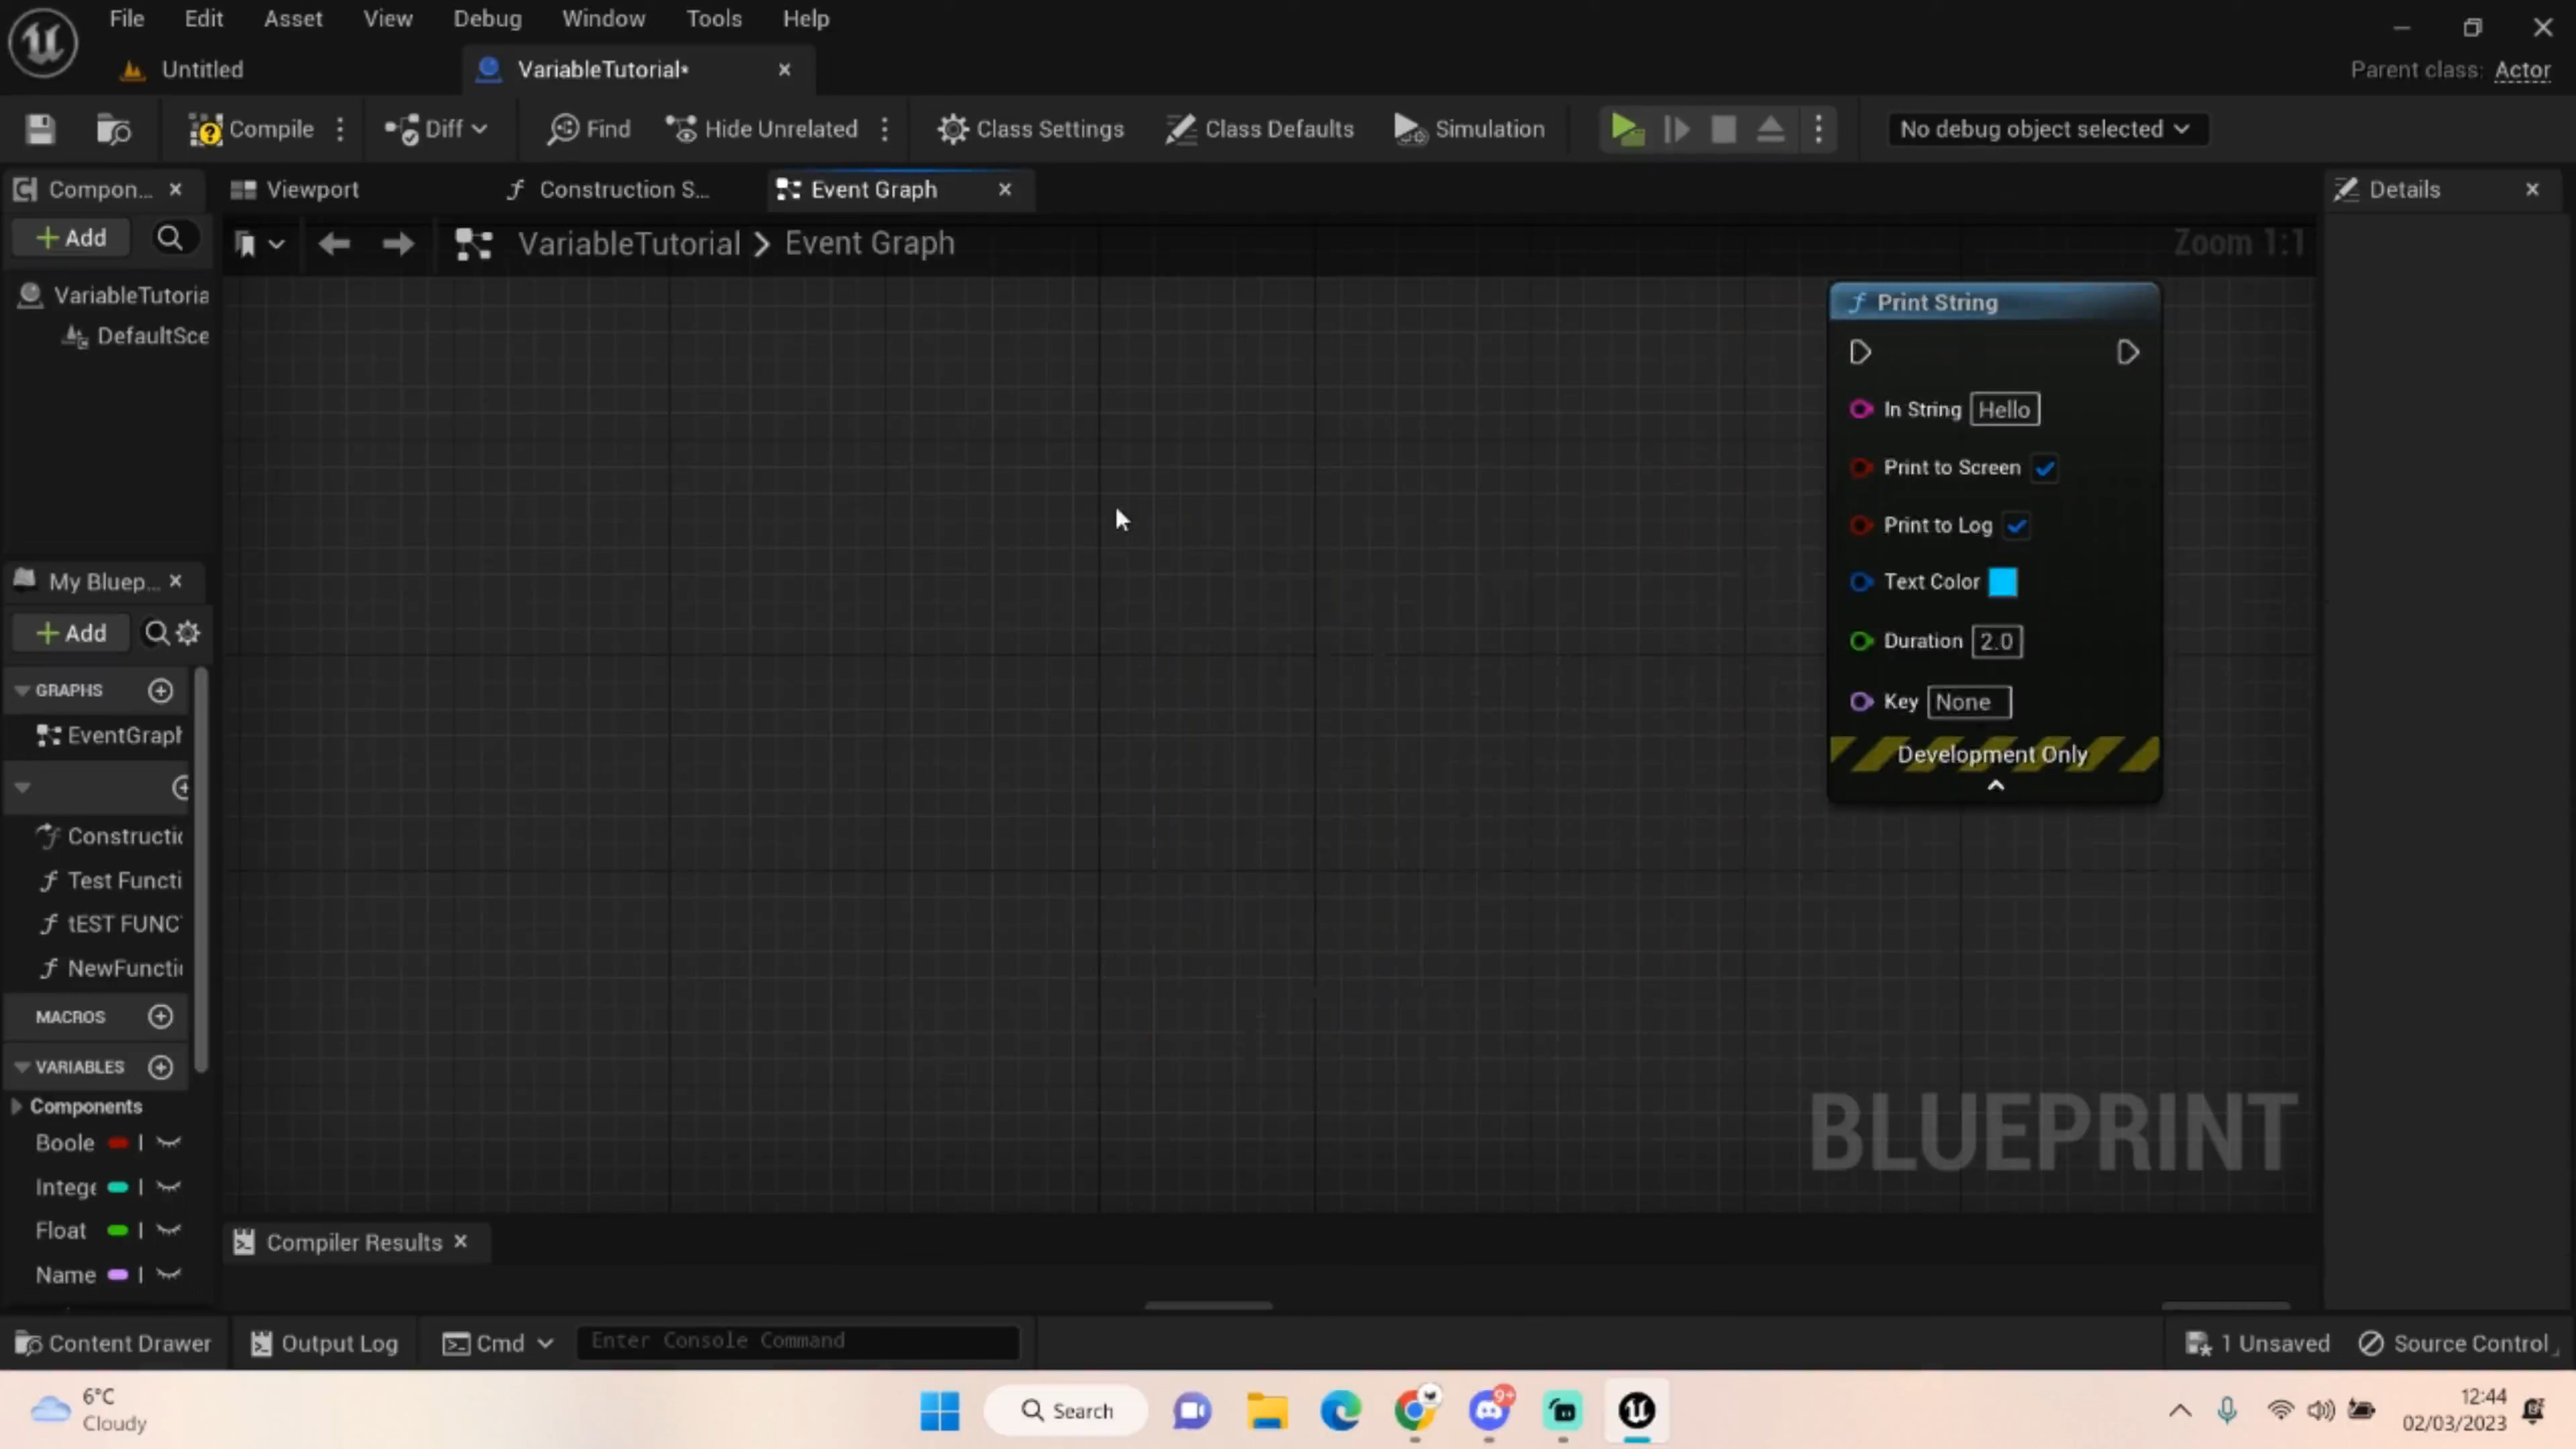 File Edit Asset View Debug Window Tools Help
Untitled
VariableTutorial*
Parent class: Actor
Compile
Diff
Find
Hide Unrelated
Class Settings
Class Defaults
Simulation
No debug object selected
Compon...
Viewport
Construction S...
Event Graph
Details
Add
VariableTutorial > Event Graph
Zoom 1:1
VariableTutoria
DefaultSce
Print String
In String Hello
Print to Screen
Print to Log
Text Color
Duration 2.0
Key None
Development Only
My Bluep...
Add
GRAPHS
EventGraph
Constructic
Test Functi
tEST FUNC
NewFuncti
MACROS
VARIABLES
Components
Boole
Intege
Float
Name
BLUEPRINT
Compiler Results
Content Drawer
Output Log
Cmd
Enter Console Command
1 Unsaved
Source Control
6°C
Cloudy
Search
9+
12:44
02/03/2023